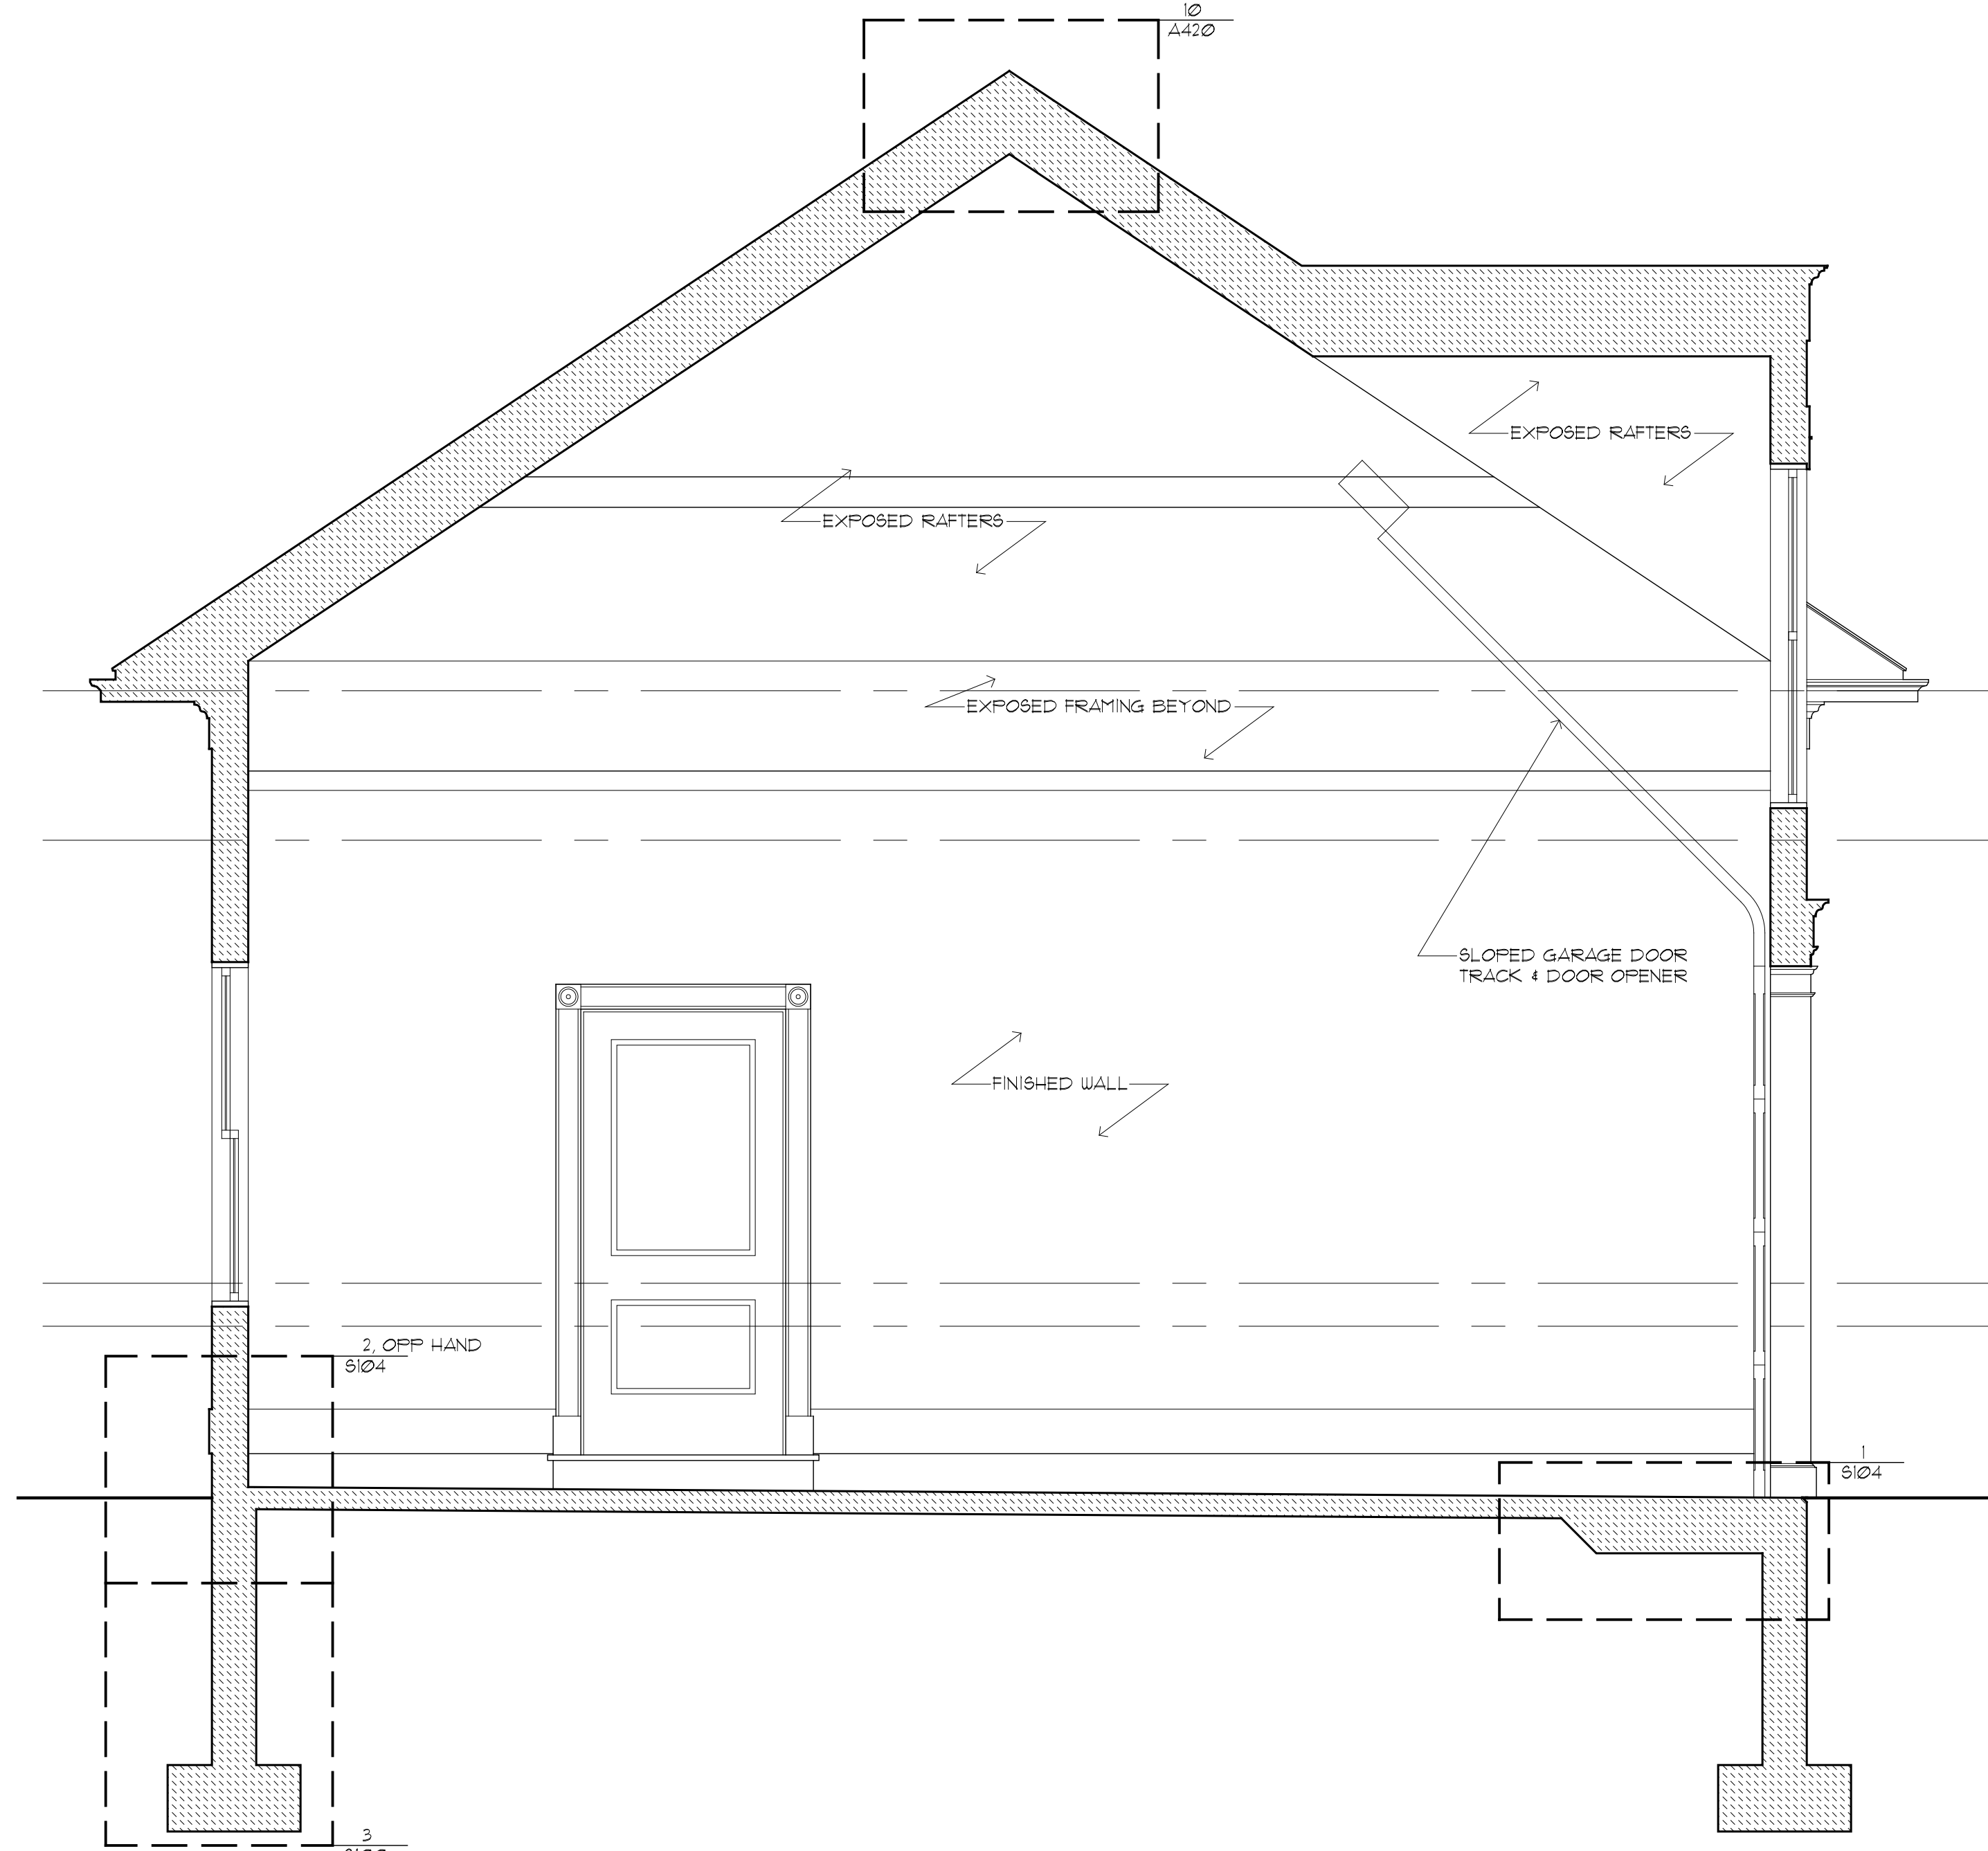 10
A420
EXPOSED RAFTERS
EXPOSED RAFTERS
EXPOSED FRAMING BEYOND
SLOPED GARAGE DOOR
TRACK & DOOR OPENER
FINISHED WALL
2, OPP HAND
S104
1
S104
3